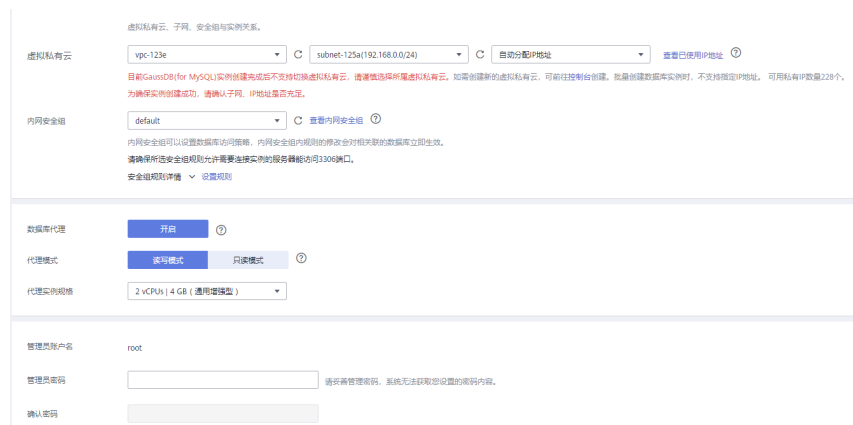 虚拟私有云、子网、安全组与实例关系。
虚拟私有云 vpc-123e subnet-125a(192.168.0.0/24) 自动分配IP地址 查看已使用IP地址
目前GaussDB(for MySQL)实例创建完成后不支持切换虚拟私有云，请谨慎选择所属虚拟私有云。如需创建新的虚拟私有云，可前往控制台创建。批量创建数据库实例时，不支持指定IP地址。 可用私有IP数量228个。
为确保实例创建成功，请确认子网、IP地址是否充足。
内网安全组 default 查看内网安全组
内网安全组可以设置数据库访问策略，内网安全组内规则的修改会对相关联的数据库立即生效。
请确保所选安全组规则允许需要连接实例的服务器能访问3306端口。
安全组规则详情 设置规则
数据库代理 开启
代理模式 读写模式 只读模式
代理实例规格 2 vCPUs | 4 GB ( 通用增强型 )
管理员账户名 root
管理员密码 请妥善管理密码，系统无法获取您设置的密码内容。
确认密码